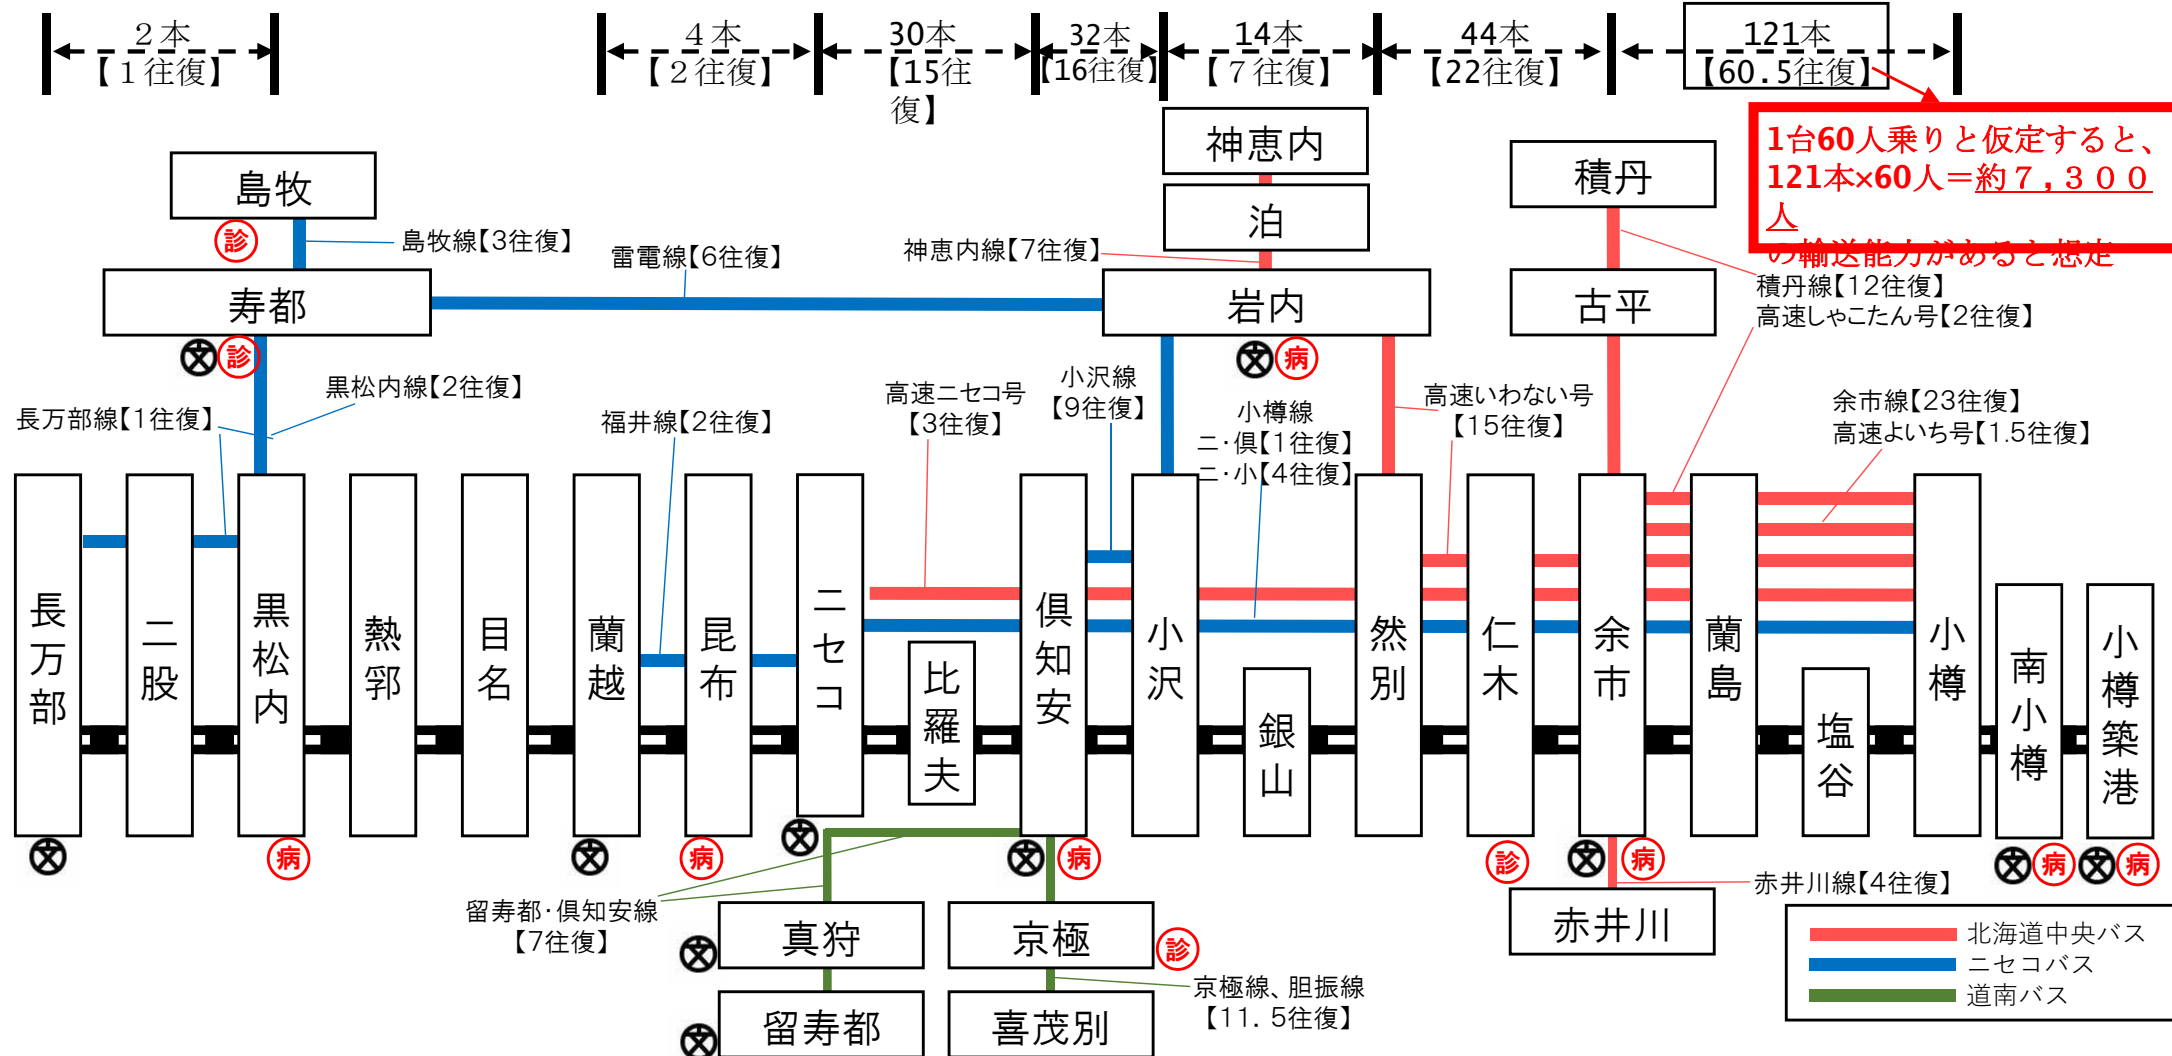 2本
【1往復】
4本
【2往復】
30本
【15往
復】
32本
【16往復】
14本
【7往復】
44本
【22往復】
121本
【60.5往復】
1台60人乗りと仮定すると、
121本×60人＝約７,３００
人
の輸送能力があると想定
神恵内
泊
岩内
文
病
島牧
診
寿都
文
診
積丹
古平
島牧線【3往復】
雷電線【6往復】
神恵内線【7往復】
積丹線【12往復】
高速しゃこたん号【2往復】
長万部線【1往復】
黒松内線【2往復】
福井線【2往復】
高速ニセコ号
【3往復】
小沢線
【9往復】
小樽線
ニ・倶【1往復】
ニ・小【4往復】
高速いわない号
【15往復】
余市線【23往復】
高速よいち号【1.5往復】
長万部
二股
黒松内
熱郛
目名
蘭越
昆布
ニセコ
比羅夫
倶知安
小沢
銀山
然別
仁木
余市
蘭島
塩谷
小樽
南小樽
小樽築港
文
病
文
病
文
文
病
診
文
病
文
病
文
病
留寿都・倶知安線
【7往復】
文
真狩
文
留寿都
京極
診
喜茂別
京極線、胆振線
【11．5往復】
赤井川
赤井川線【4往復】
北海道中央バス
ニセコバス
道南バス